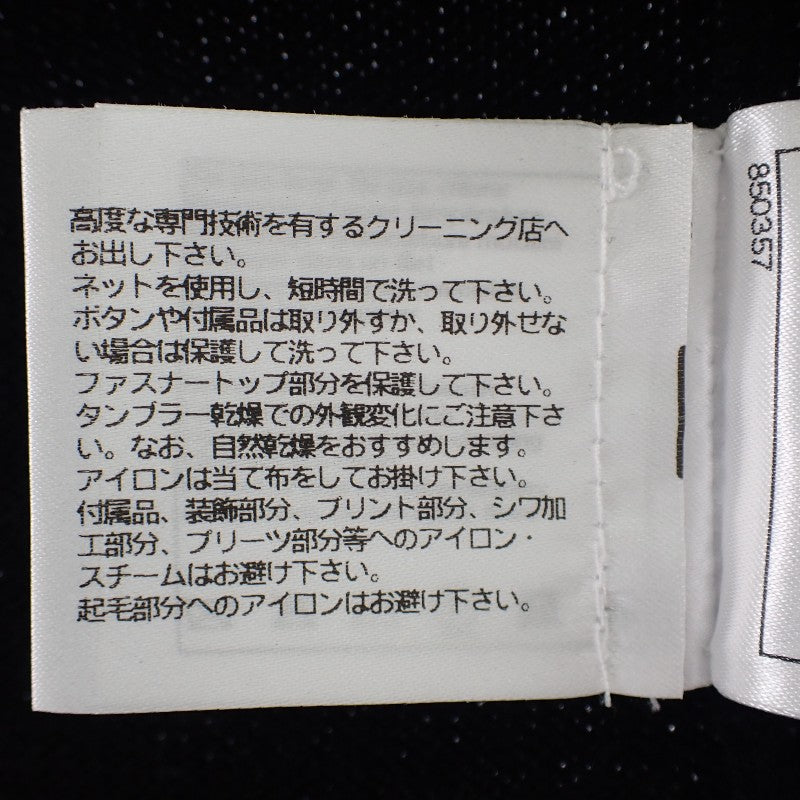 高度な専門技術を有するクリーニング店へ
お出し下さい。
ネットを使用し、短時間で洗って下さい。
ボタンや付属品は取り外すか、取り外せな
い場合は保護して洗って下さい。
ファスナートップ部分を保護して下さい。
タンブラー乾燥での外観変化にご注意下さ
い。なお、自然乾燥をおすすめします。
アイロンは当て布をしてお掛け下さい。
付属品、装飾部分、プリント部分、シワ加
工部分、プリーツ部分等へのアイロン・
スチームはお避け下さい。
起毛部分へのアイロンはお避け下さい。
850357